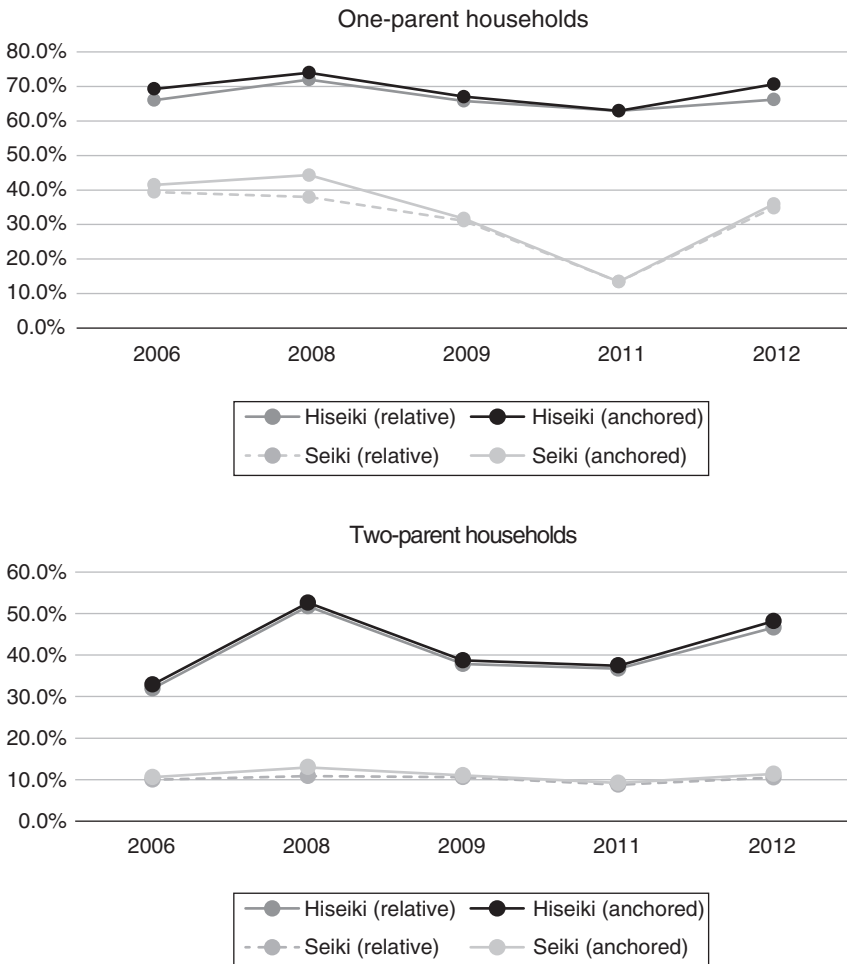 One-parent households
80.0%
70.0%
60.0%
50.0%
40.0%
30.0%
20.0%
10.0%
0.0%
2006 2008 2009 2011 2012
Hiseiki (relative) Hiseiki (anchored)
Seiki (relative) Seiki (anchored)
Two-parent households
60.0%
50.0%
40.0%
30.0%
20.0%
10.0%
0.0%
2006 2008 2009 2011 2012
Hiseiki (relative) Hiseiki (anchored)
Seiki (relative) Seiki (anchored)